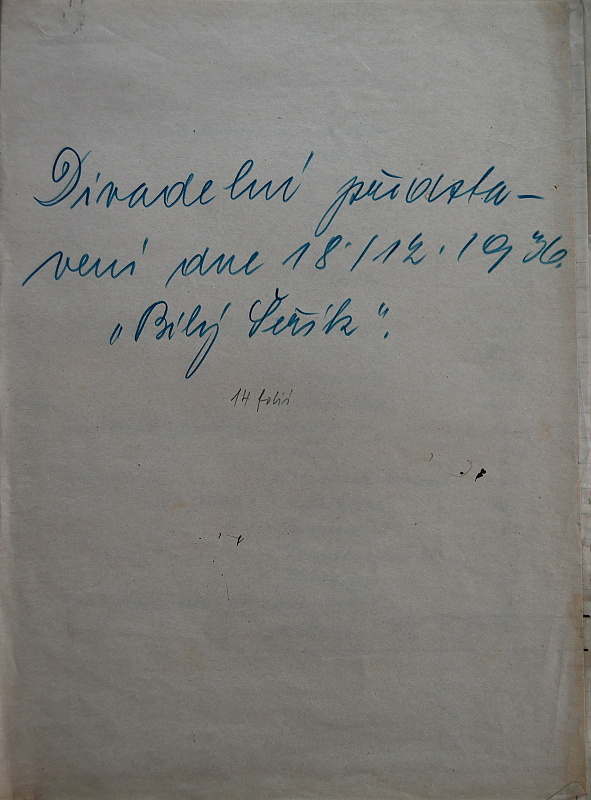 Divadelní předsta-
vení dne 18./12. 1936.
„Bílý Šeřík".
14 folií